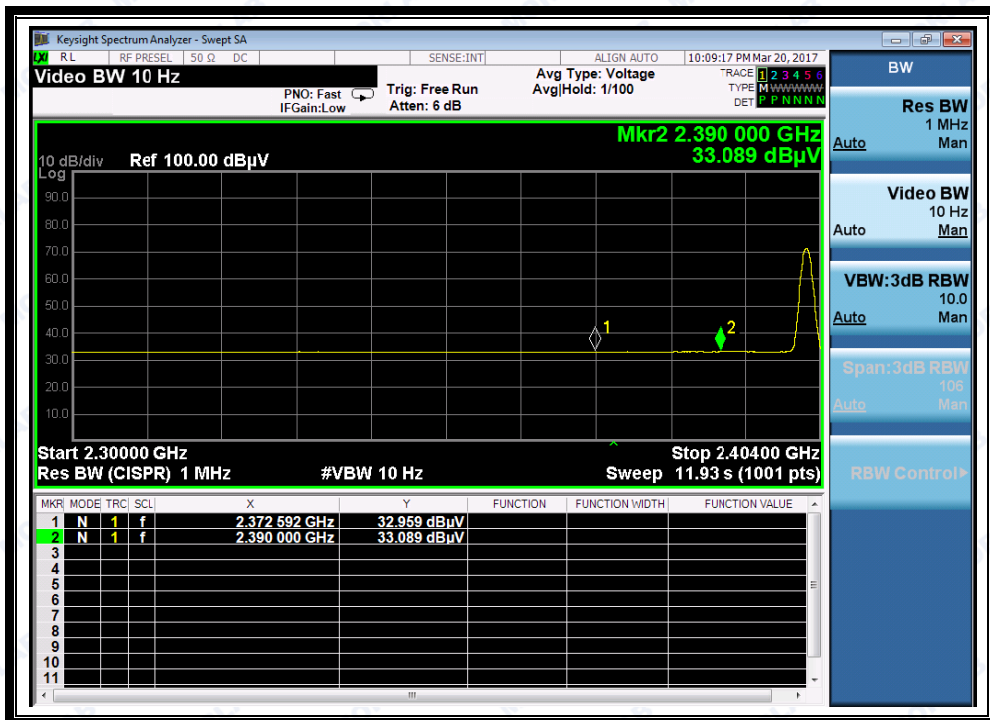 Keysight Spectrum Analyzer - Swept SA
LXI RL RF PRESEL 50 Ω DC SENSE:INT ALIGN AUTO 10:09:17 PM Mar 20, 2017
Video BW 10 Hz
PNO: Fast
IFGain:Low
Trig: Free Run
Atten: 6 dB
Avg Type: Voltage
Avg|Hold: 1/100
TRACE 1 2 3 4 5 6
TYPE M WWWWW
DET P P N N N N
Mkr2 2.390 000 GHz
33.089 dBµV
10 dB/div Ref 100.00 dBµV
Log
90.0
80.0
70.0
60.0
50.0
40.0
30.0
20.0
10.0
1
2
Start 2.30000 GHz Stop 2.40400 GHz
Res BW (CISPR) 1 MHz #VBW 10 Hz Sweep 11.93 s (1001 pts)
MKR MODE TRC SCL X Y FUNCTION FUNCTION WIDTH FUNCTION VALUE
1 N 1 f 2.372 592 GHz 32.959 dBµV
2 N 1 f 2.390 000 GHz 33.089 dBµV
3
4
5
6
7
8
9
10
11
BW
Res BW
1 MHz
Auto Man
Video BW
10 Hz
Auto Man
VBW:3dB RBW
10.0
Auto Man
Span:3dB RBW
106
Auto Man
RBW Control